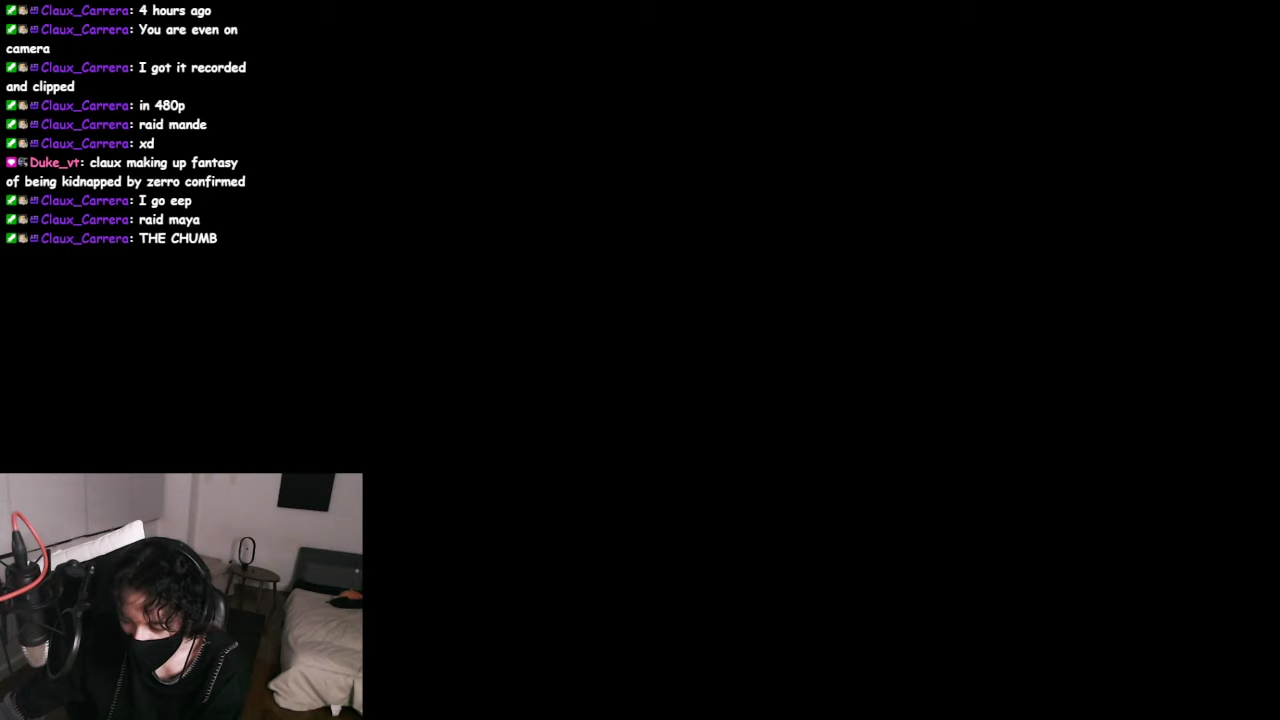 Claux_Carrera: 4 hours ago
Claux_Carrera: You are even on
camera
Claux_Carrera: I got it recorded
and clipped
Claux_Carrera: in 480p
Claux_Carrera: raid mande
Claux_Carrera: xd
Duke_vt: claux making up fantasy
of being kidnapped by zerro confirmed
Claux_Carrera: I go eep
Claux_Carrera: raid maya
Claux_Carrera: THE CHUMB